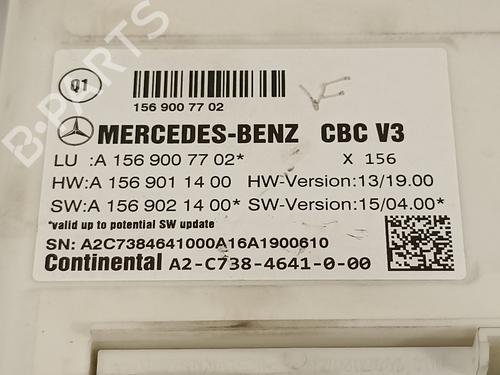 Q1
156 900 77 02
MERCEDES-BENZ CBC V3
LU :A 156 900 77 02* X 156
HW:A 156 901 14 00 HW-Version:13/19.00
SW:A 156 902 14 00* SW-Version:15/04.00*
*valid up to potential SW update
SN: A2C7384641000A16A1900610
Continental A2-C738-4641-0-00
B-PARTS